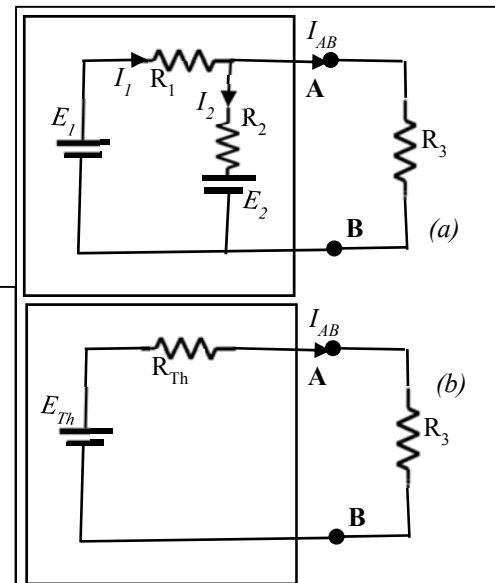 I_AB
I_1 R_1 A
I_2
R_2
E_1
R_3
E_2
B
(a)
I_AB
R_Th A
(b)
E_Th
R_3
B